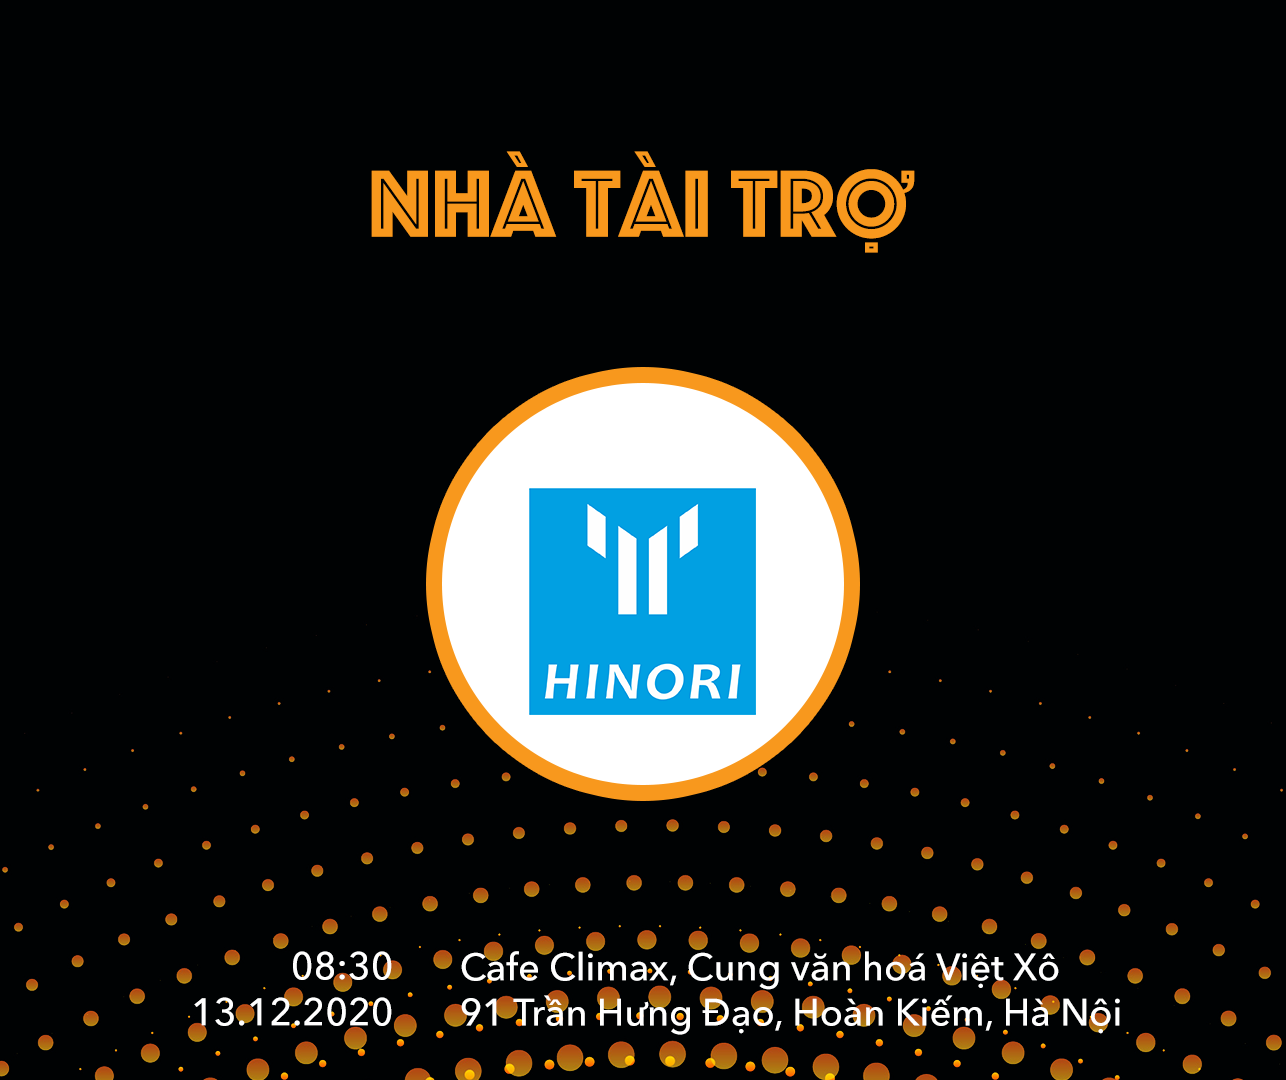 NHÀ TÀI TRỢ
HINORI
08:30
13.12.2020
Cafe Climax, Cung văn hoá Việt Xô
91 Trần Hưng Đạo, Hoàn Kiếm, Hà Nội